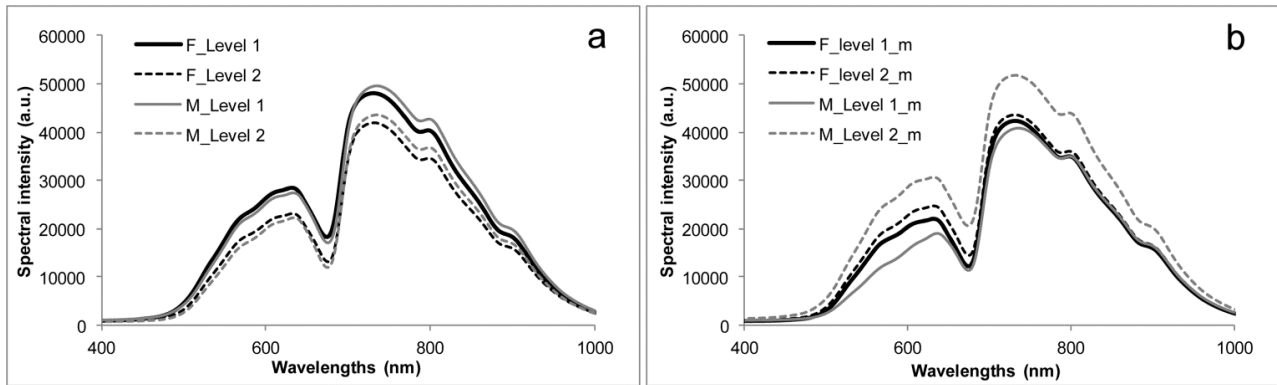 a
60000
50000
40000
30000
20000
10000
0
Spectral intensity (a.u.)
F_Level 1
F_Level 2
M_Level 1
M_Level 2
400
600
800
1000
Wavelengths (nm)
b
60000
50000
40000
30000
20000
10000
0
Spectral intensity (a.u.)
F_level 1_m
F_level 2_m
M_Level 1_m
M_Level 2_m
400
600
800
1000
Wavelengths (nm)